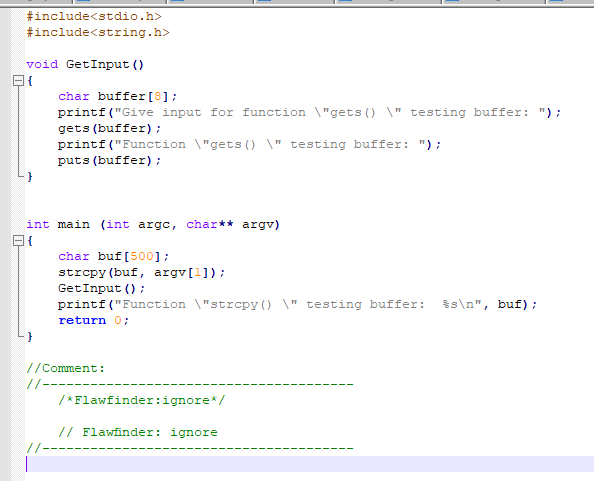 #include<stdio.h>
#include<string.h>
void GetInput()
{
char buffer[8];
printf("Give input for function \"gets() \" testing buffer: ");
gets(buffer);
printf("Function \"gets() \" testing buffer: ");
puts(buffer);
}
int main (int argc, char** argv)
{
char buf[500];
strcpy(buf, argv[1]);
GetInput();
printf("Function \"strcpy() \" testing buffer:  %s\n", buf);
return 0;
}
//Comment:
//---------------------------------------
/*Flawfinder:ignore*/
// Flawfinder: ignore
//---------------------------------------